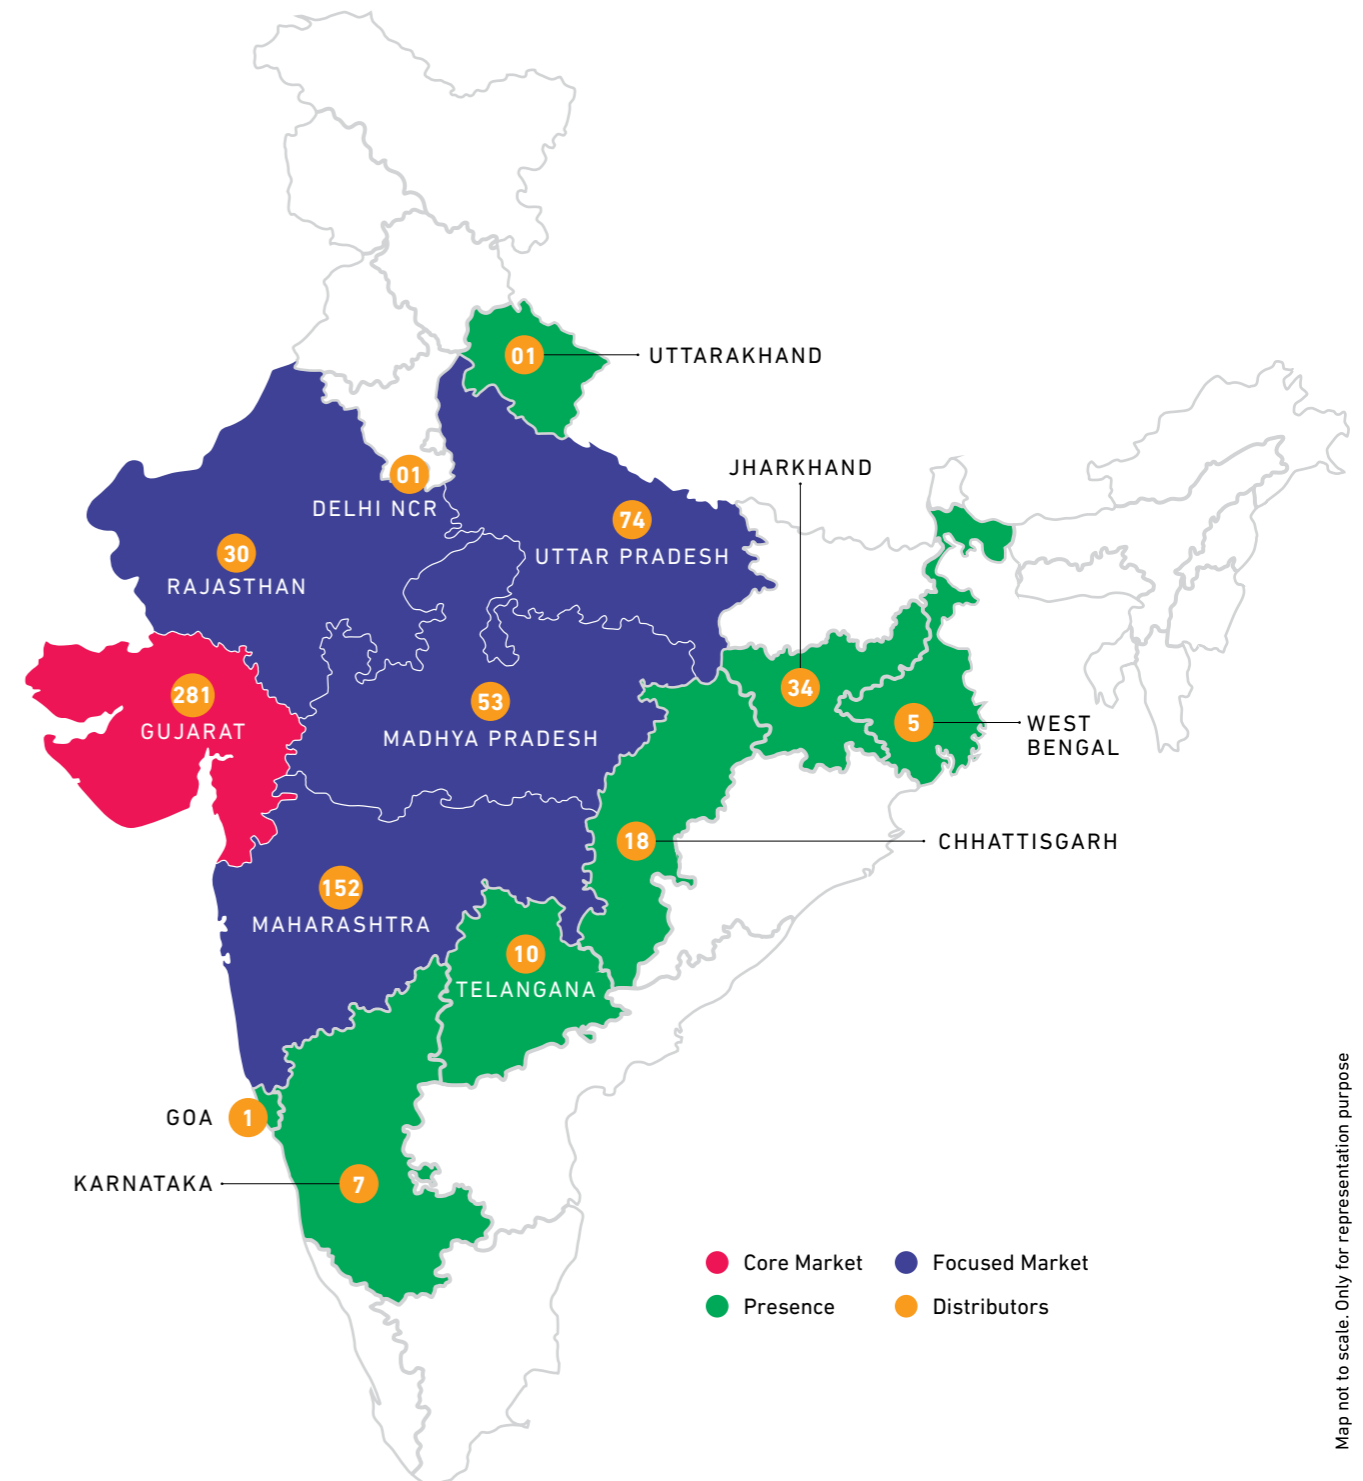 01
UTTARAKHAND
JHARKHAND
01
DELHI NCR
74
UTTAR PRADESH
30
RAJASTHAN
281
GUJARAT
53
MADHYA PRADESH
34
5
WEST
BENGAL
18
CHHATTISGARH
152
MAHARASHTRA
10
TELANGANA
GOA
1
KARNATAKA
7
Core Market
Focused Market
Presence
Distributors
Map not to scale. Only for representation purpose